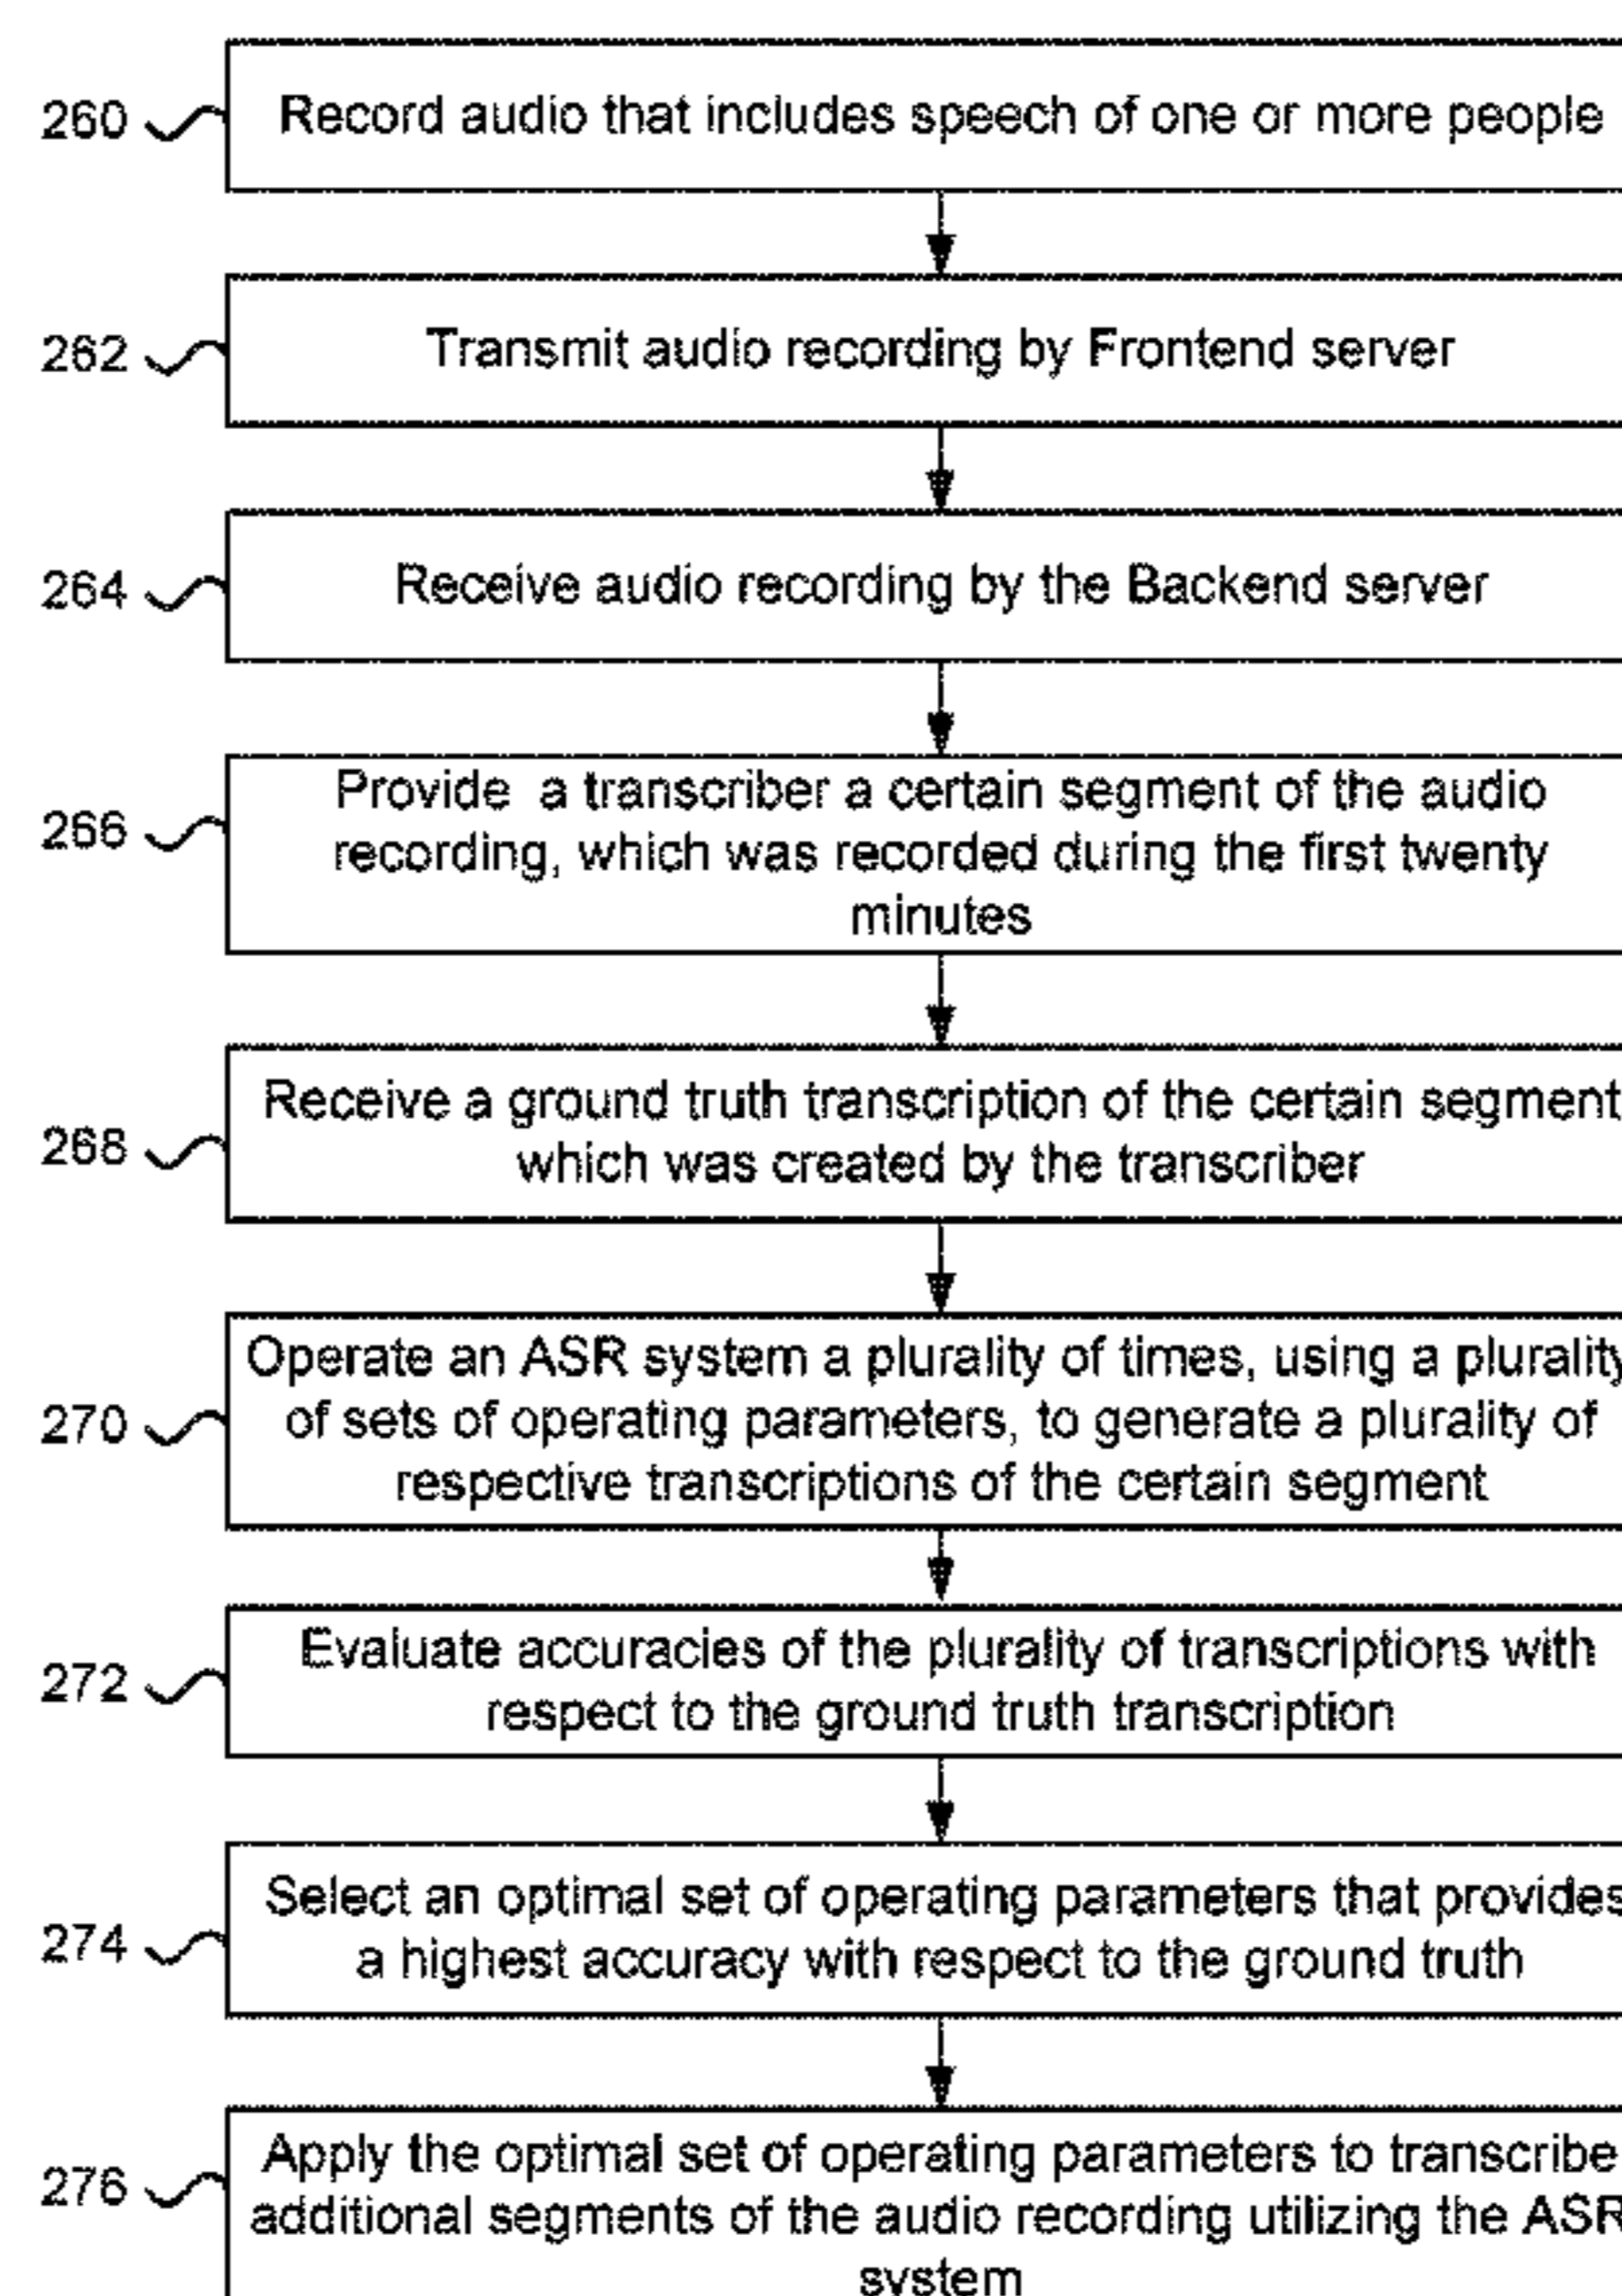 260
Record audio that includes speech of one or more people
262
Transmit audio recording by Frontend server
264
Receive audio recording by the Backend server
266
Provide a transcriber a certain segment of the audio
recording, which was recorded during the first twenty
minutes
268
Receive a ground truth transcription of the certain segment
which was created by the transcriber
270
Operate an ASR system a plurality of times, using a plurality
of sets of operating parameters, to generate a plurality of
respective transcriptions of the certain segment
272
Evaluate accuracies of the plurality of transcriptions with
respect to the ground truth transcription
274
Select an optimal set of operating parameters that provides
a highest accuracy with respect to the ground truth
276
Apply the optimal set of operating parameters to transcribe
additional segments of the audio recording utilizing the ASR
system